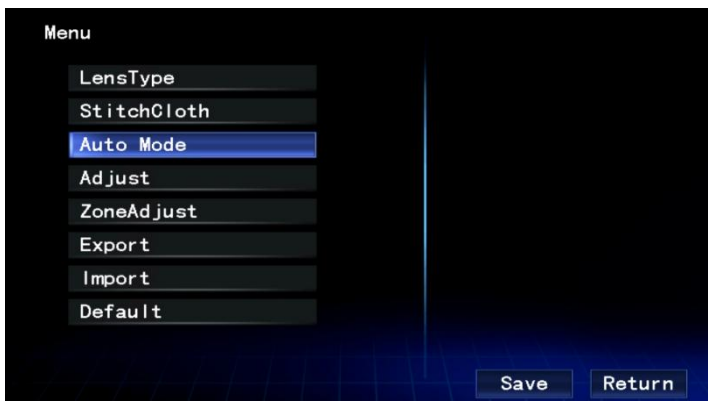 Menu
LensType
StitchCloth
Auto Mode
Adjust
ZoneAdjust
Export
Import
Default
Save Return